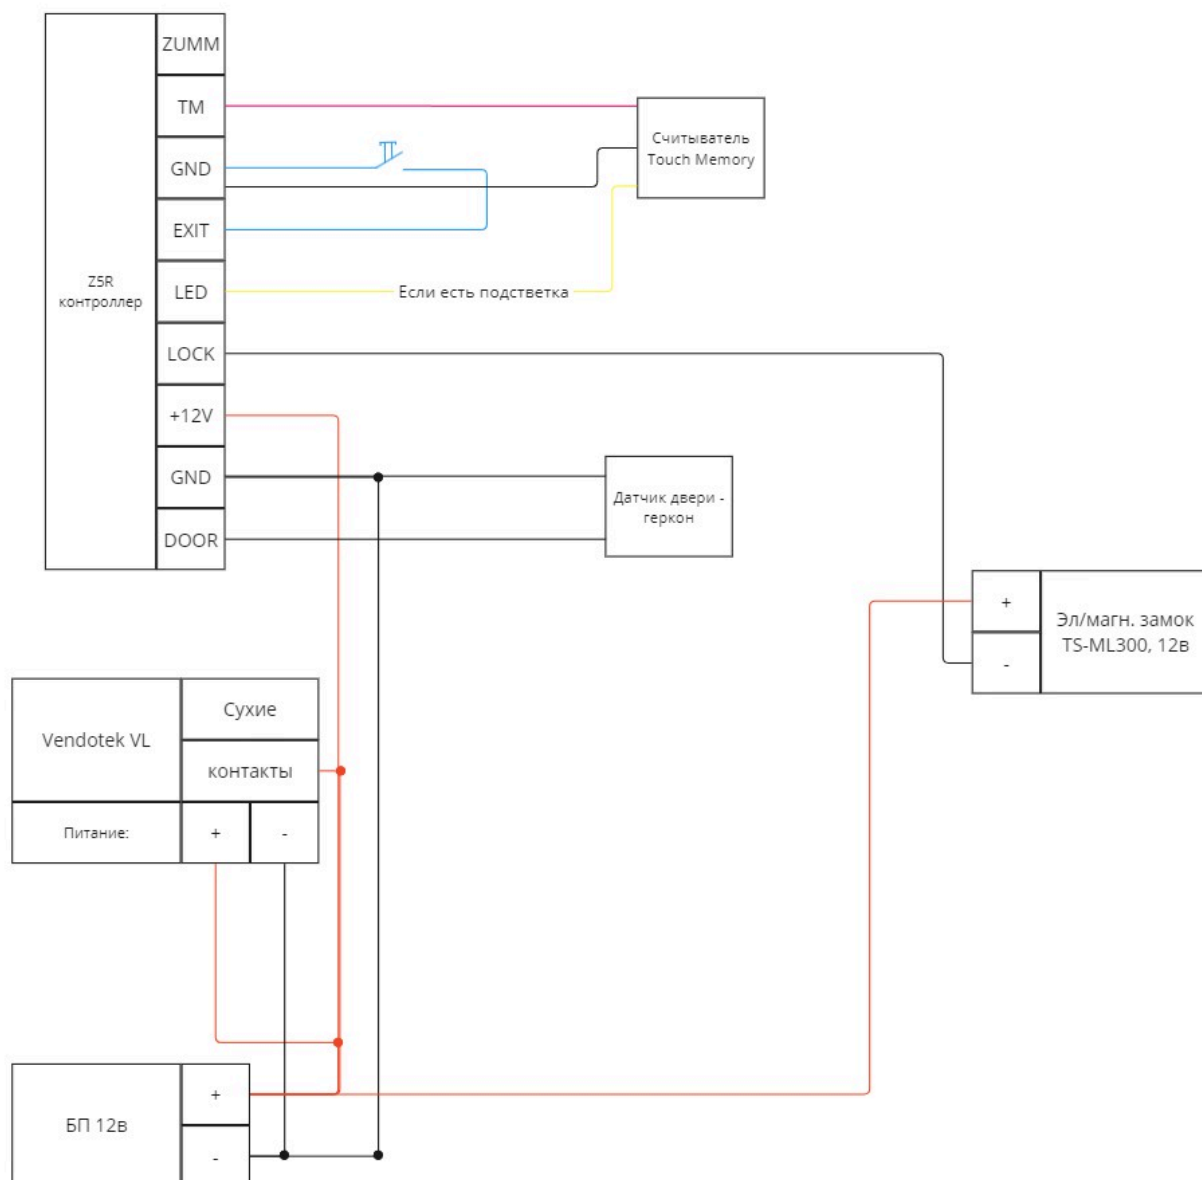 ZUMM
TM
GND
EXIT
LED
LOCK
+12V
GND
DOOR
Z5R
контроллер
Считыватель
Touch Memory
Если есть подстветка
Датчик двери -
геркон
+
-
Эл/магн. замок
TS-ML300, 12в
Vendotek VL
Сухие
контакты
Питание:
+
-
БП 12в
+
-